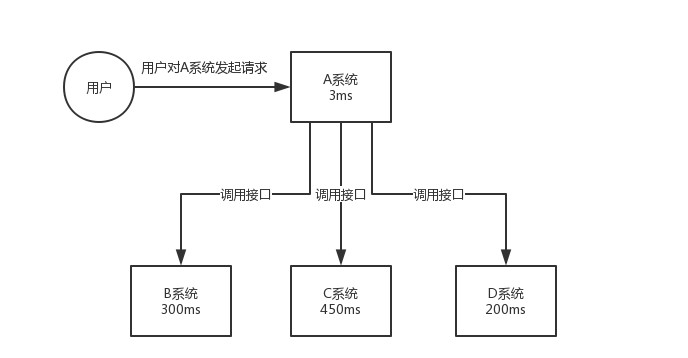 用户对A系统发起请求
用户
A系统
3ms
调用接口
调用接口
调用接口
B系统
300ms
C系统
450ms
D系统
200ms